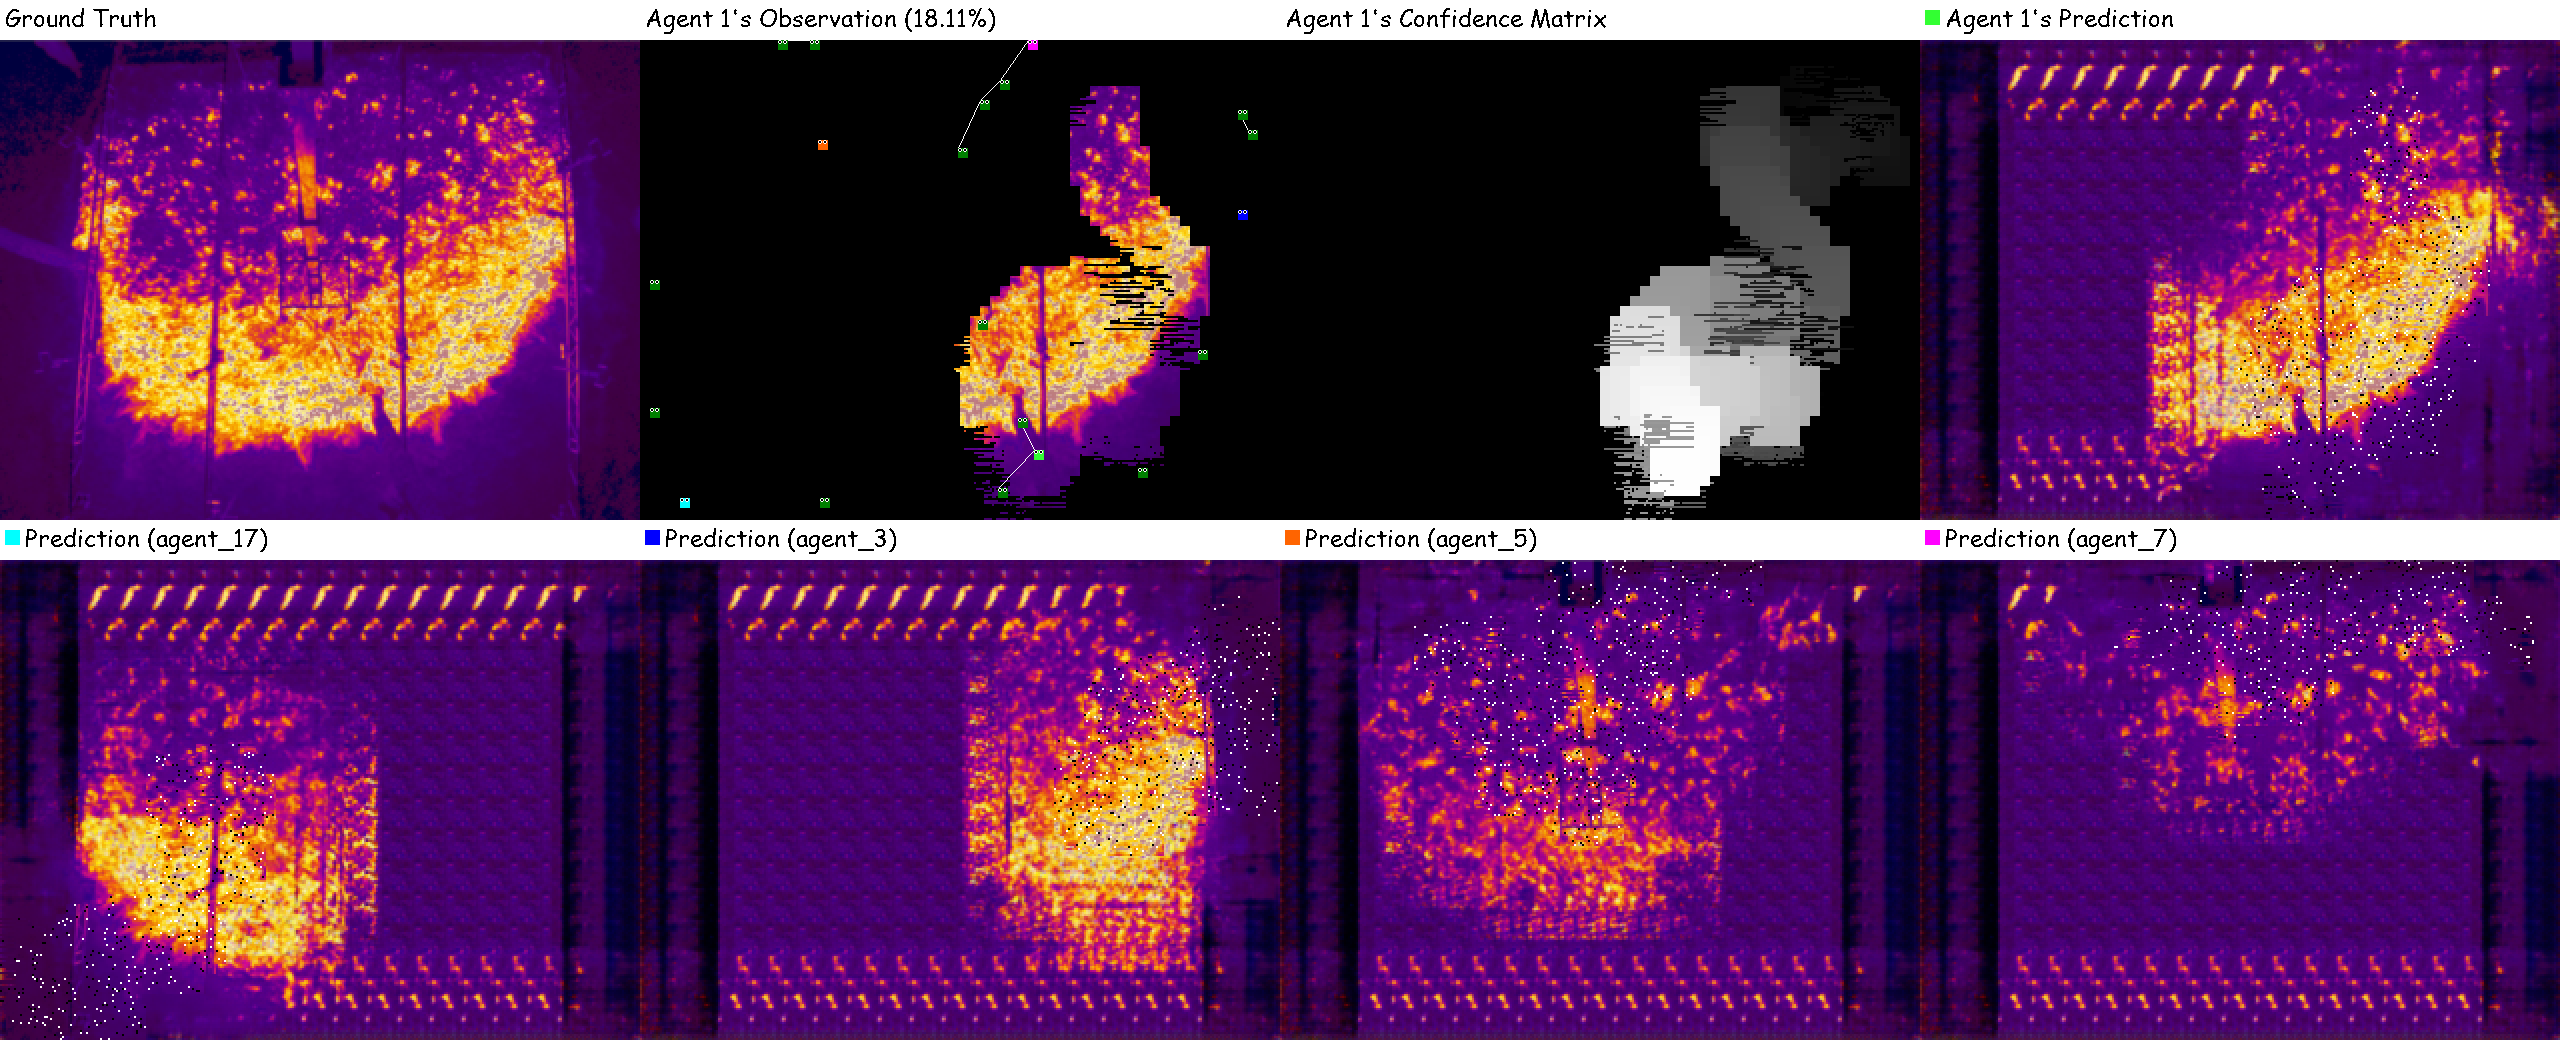 Ground Truth
Agent 1's Observation (18.11%)
Agent 1's Confidence Matrix
Agent 1's Prediction
Prediction (agent_17)
Prediction (agent_3)
Prediction (agent_5)
Prediction (agent_7)